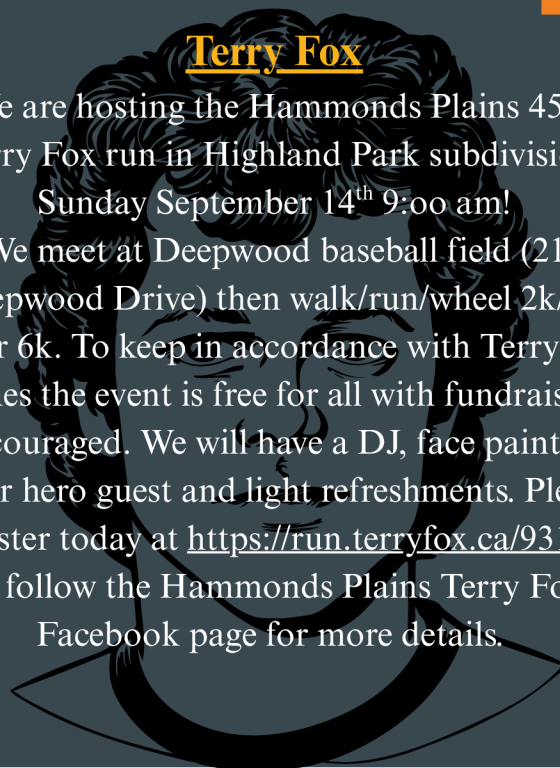 Terry Fox
e are hosting the Hammonds Plains 45
ry Fox run in Highland Park subdivisi
Sunday September 14th 9:oo am!
We meet at Deepwood baseball field (21
epwood Drive) then walk/run/wheel 2k/
r 6k. To keep in accordance with Terry
es the event is free for all with fundrais
couraged. We will have a DJ, face paint
r hero guest and light refreshments. Ple
ster today at https://run.terryfox.ca/931
follow the Hammonds Plains Terry Fo
Facebook page for more details.